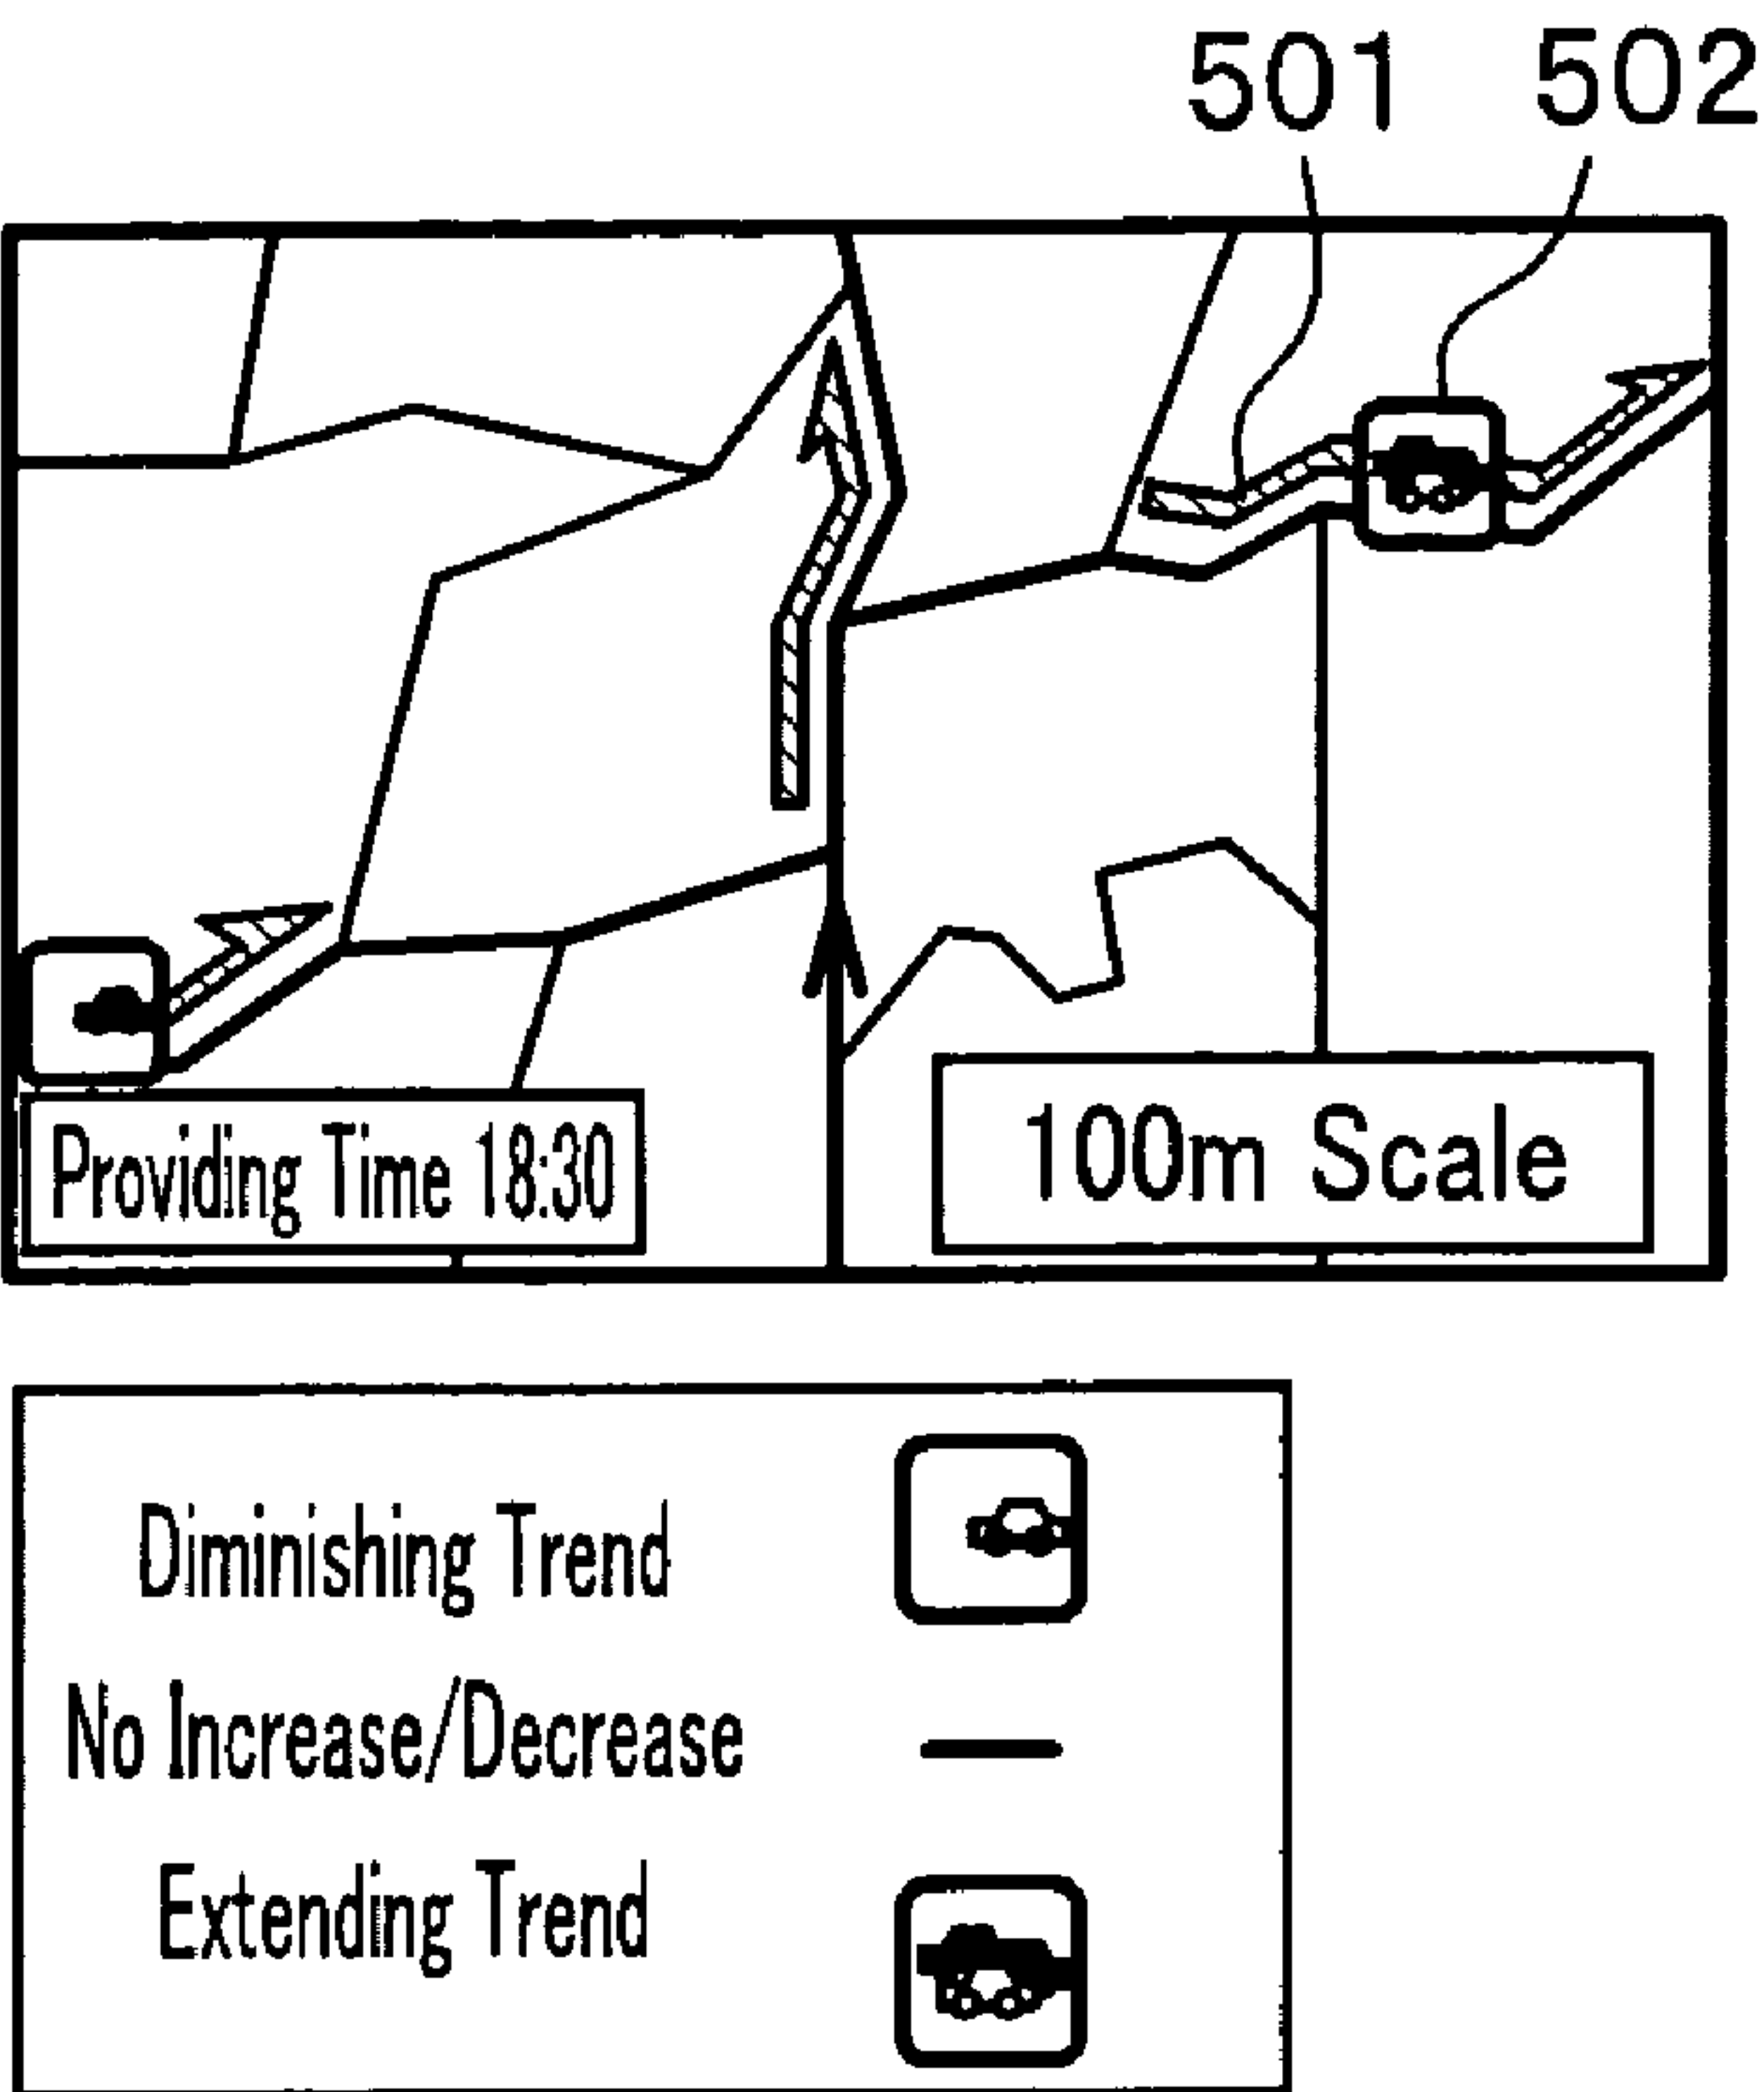 501 502
Providing Time 18:30
100m Scale
Diminishing Trend
No Increase/Decrease
Extending Trend